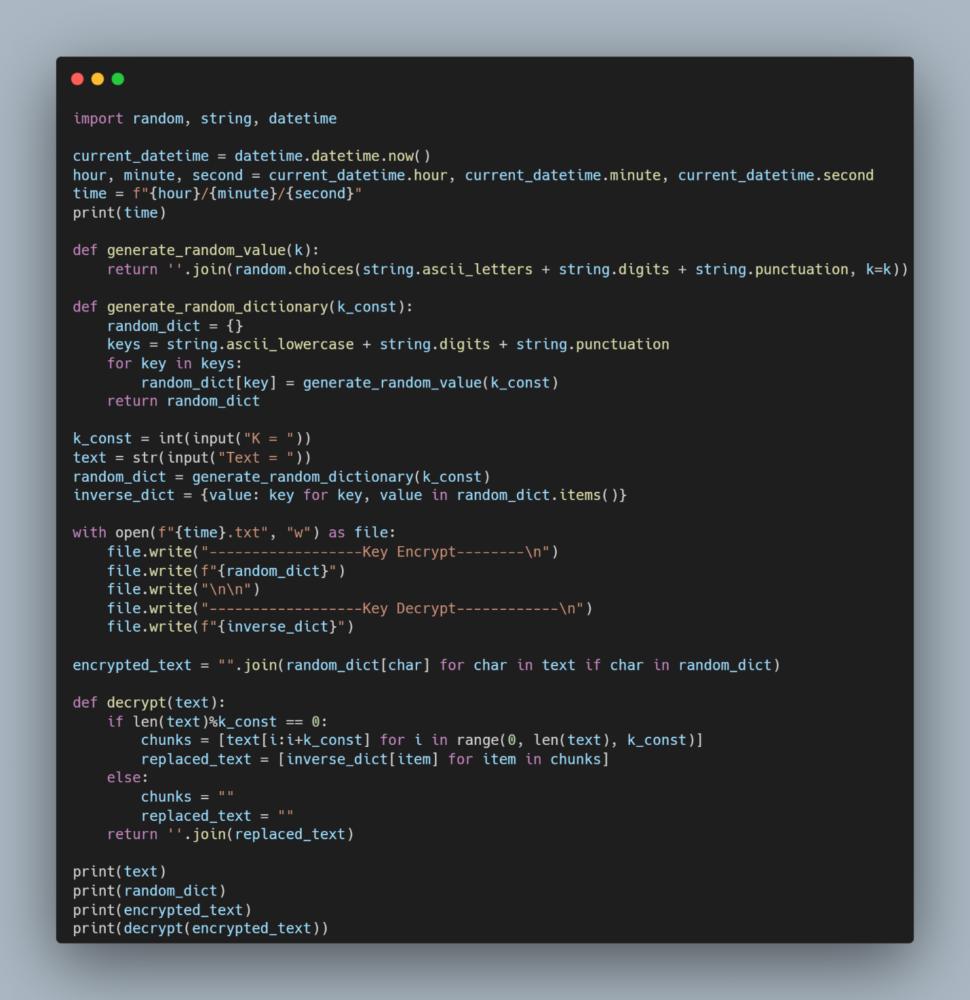 import random, string, datetime

current_datetime = datetime.datetime.now()
hour, minute, second = current_datetime.hour, current_datetime.minute, current_datetime.second
time = f"{hour}/{minute}/{second}"
print(time)

def generate_random_value(k):
    return ''.join(random.choices(string.ascii_letters + string.digits + string.punctuation, k=k))

def generate_random_dictionary(k_const):
    random_dict = {}
    keys = string.ascii_lowercase + string.digits + string.punctuation
    for key in keys:
        random_dict[key] = generate_random_value(k_const)
    return random_dict

k_const = int(input("K = "))
text = str(input("Text = "))
random_dict = generate_random_dictionary(k_const)
inverse_dict = {value: key for key, value in random_dict.items()}

with open(f"{time}.txt", "w") as file:
    file.write("------------------Key Encrypt--------\n")
    file.write(f"{random_dict}")
    file.write("\n\n")
    file.write("------------------Key Decrypt------------\n")
    file.write(f"{inverse_dict}")

encrypted_text = "".join(random_dict[char] for char in text if char in random_dict)

def decrypt(text):
    if len(text)%k_const == 0:
        chunks = [text[i:i+k_const] for i in range(0, len(text), k_const)]
        replaced_text = [inverse_dict[item] for item in chunks]
    else:
        chunks = ""
        replaced_text = ""
    return ''.join(replaced_text)

print(text)
print(random_dict)
print(encrypted_text)
print(decrypt(encrypted_text))